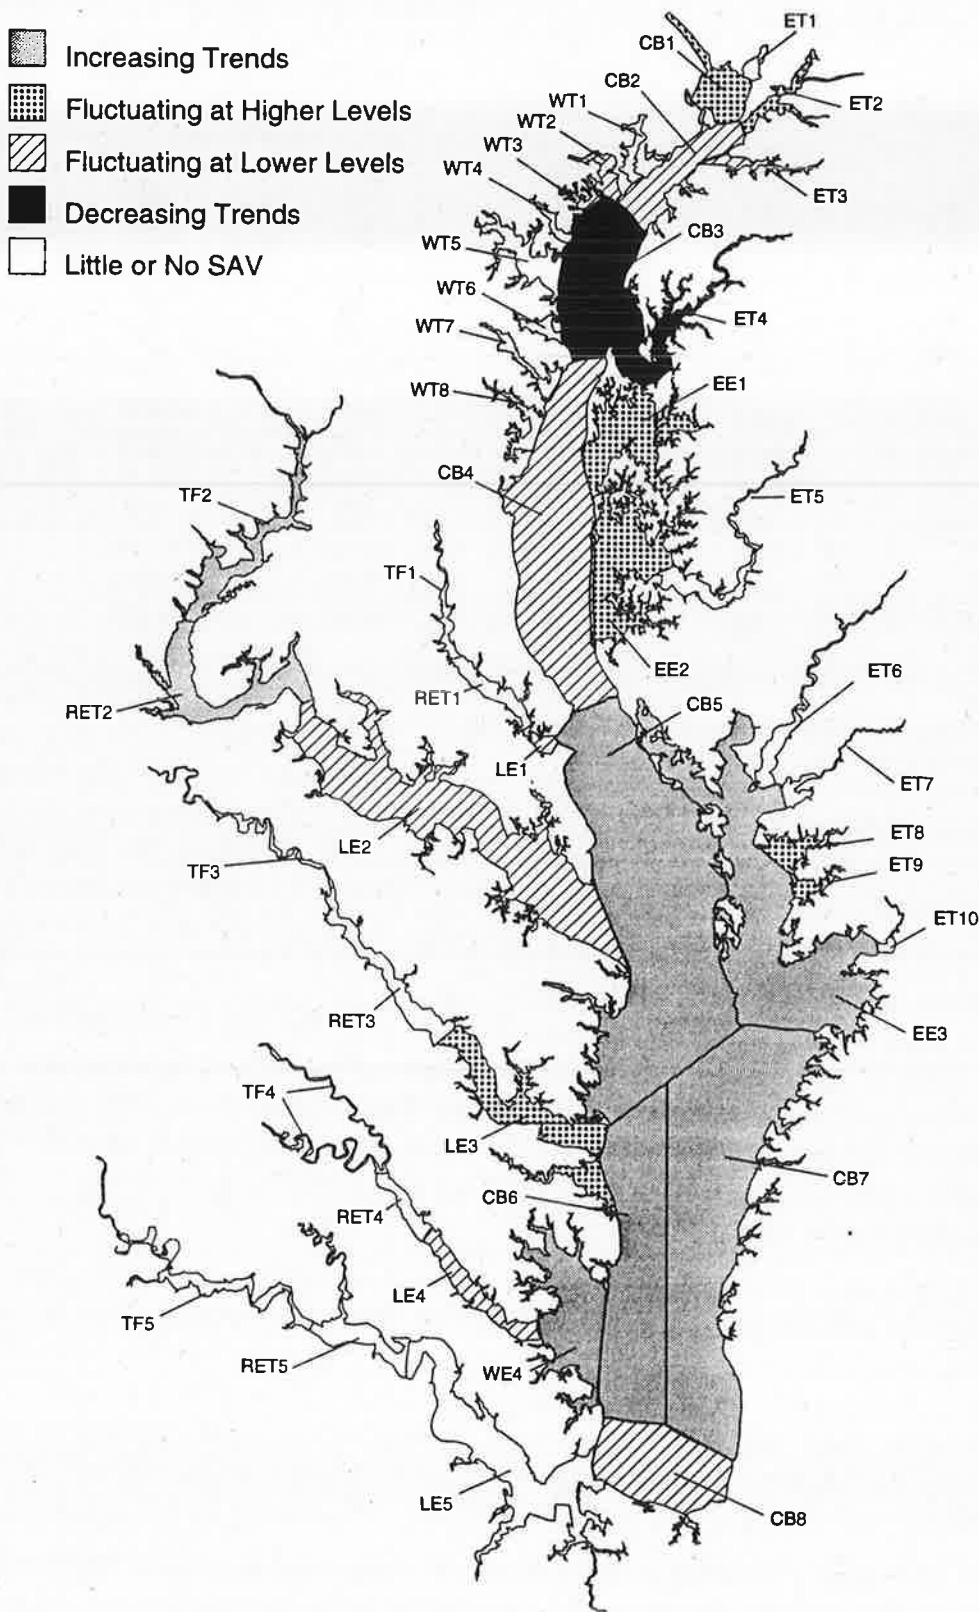 Increasing Trends
Fluctuating at Higher Levels
Fluctuating at Lower Levels
Decreasing Trends
Little or No SAV
ET1
CB1
CB2
ET2
WT1
WT2
WT3
WT4
ET3
CB3
WT5
WT6
ET4
WT7
EE1
WT8
CB4
TF2
ET5
TF1
EE2
ET6
RET1
CB5
RET2
LE1
ET7
ET8
LE2
ET9
TF3
ET10
RET3
EE3
TF4
LE3
CB7
CB6
RET4
LE4
TF5
RET5
WE4
LE5
CB8